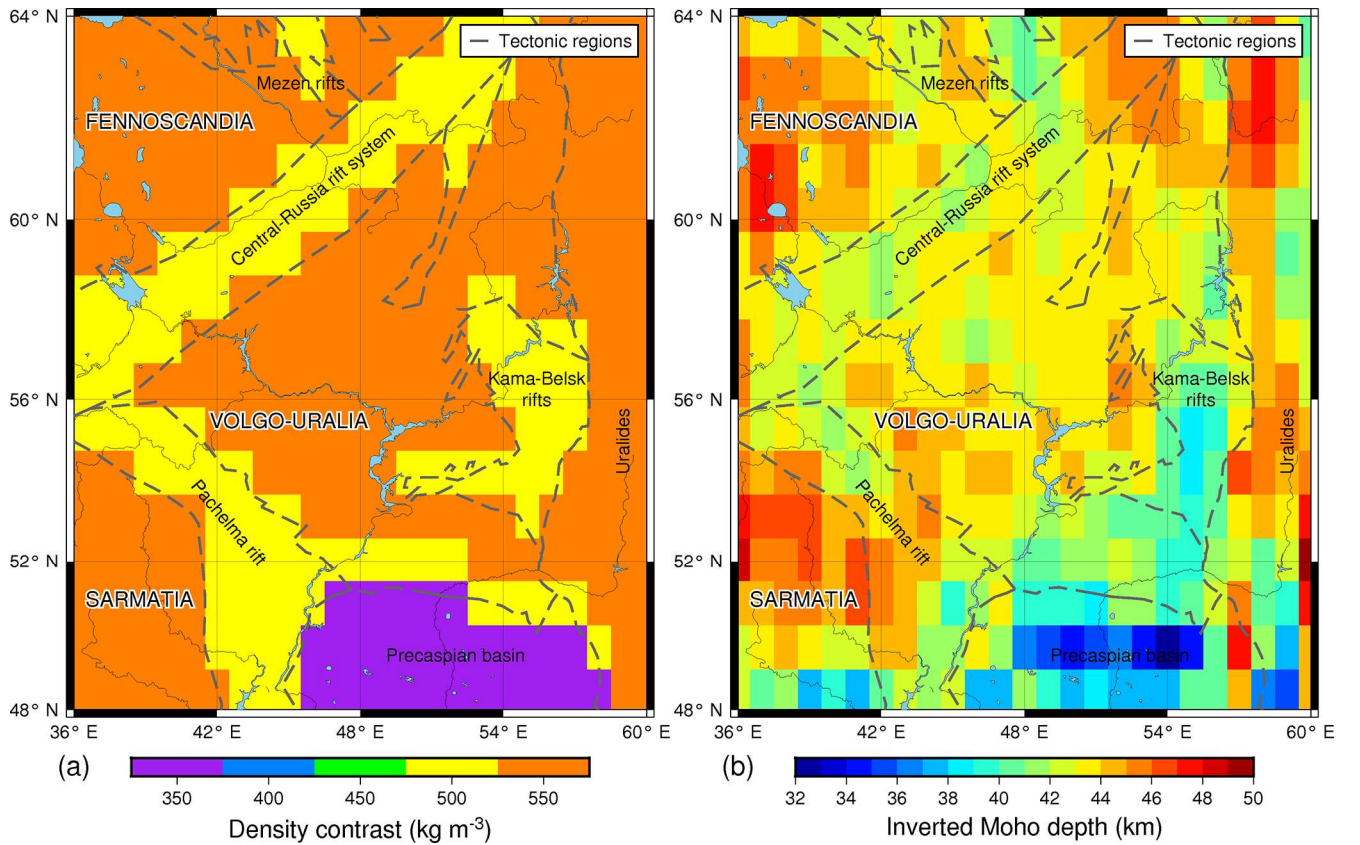 64° N
60° N
56° N
52° N
48° N
36° E
42° E
48° E
54° E
60° E
Tectonic regions
Mezen rifts
FENNOSCANDIA
Central-Russia rift system
Kama-Belsk
rifts
VOLGO-URALIA
Uralides
Pachelma rift
SARMATIA
Precaspian basin
(a)
350
400
450
500
550
Density contrast (kg m⁻³)
64° N
60° N
56° N
52° N
48° N
36° E
42° E
48° E
54° E
60° E
Tectonic regions
Mezen rifts
FENNOSCANDIA
Central-Russia rift system
Kama-Belsk
rifts
VOLGO-URALIA
Uralides
Pachelma rift
SARMATIA
Precaspian basin
(b)
32
34
36
38
40
42
44
46
48
50
Inverted Moho depth (km)